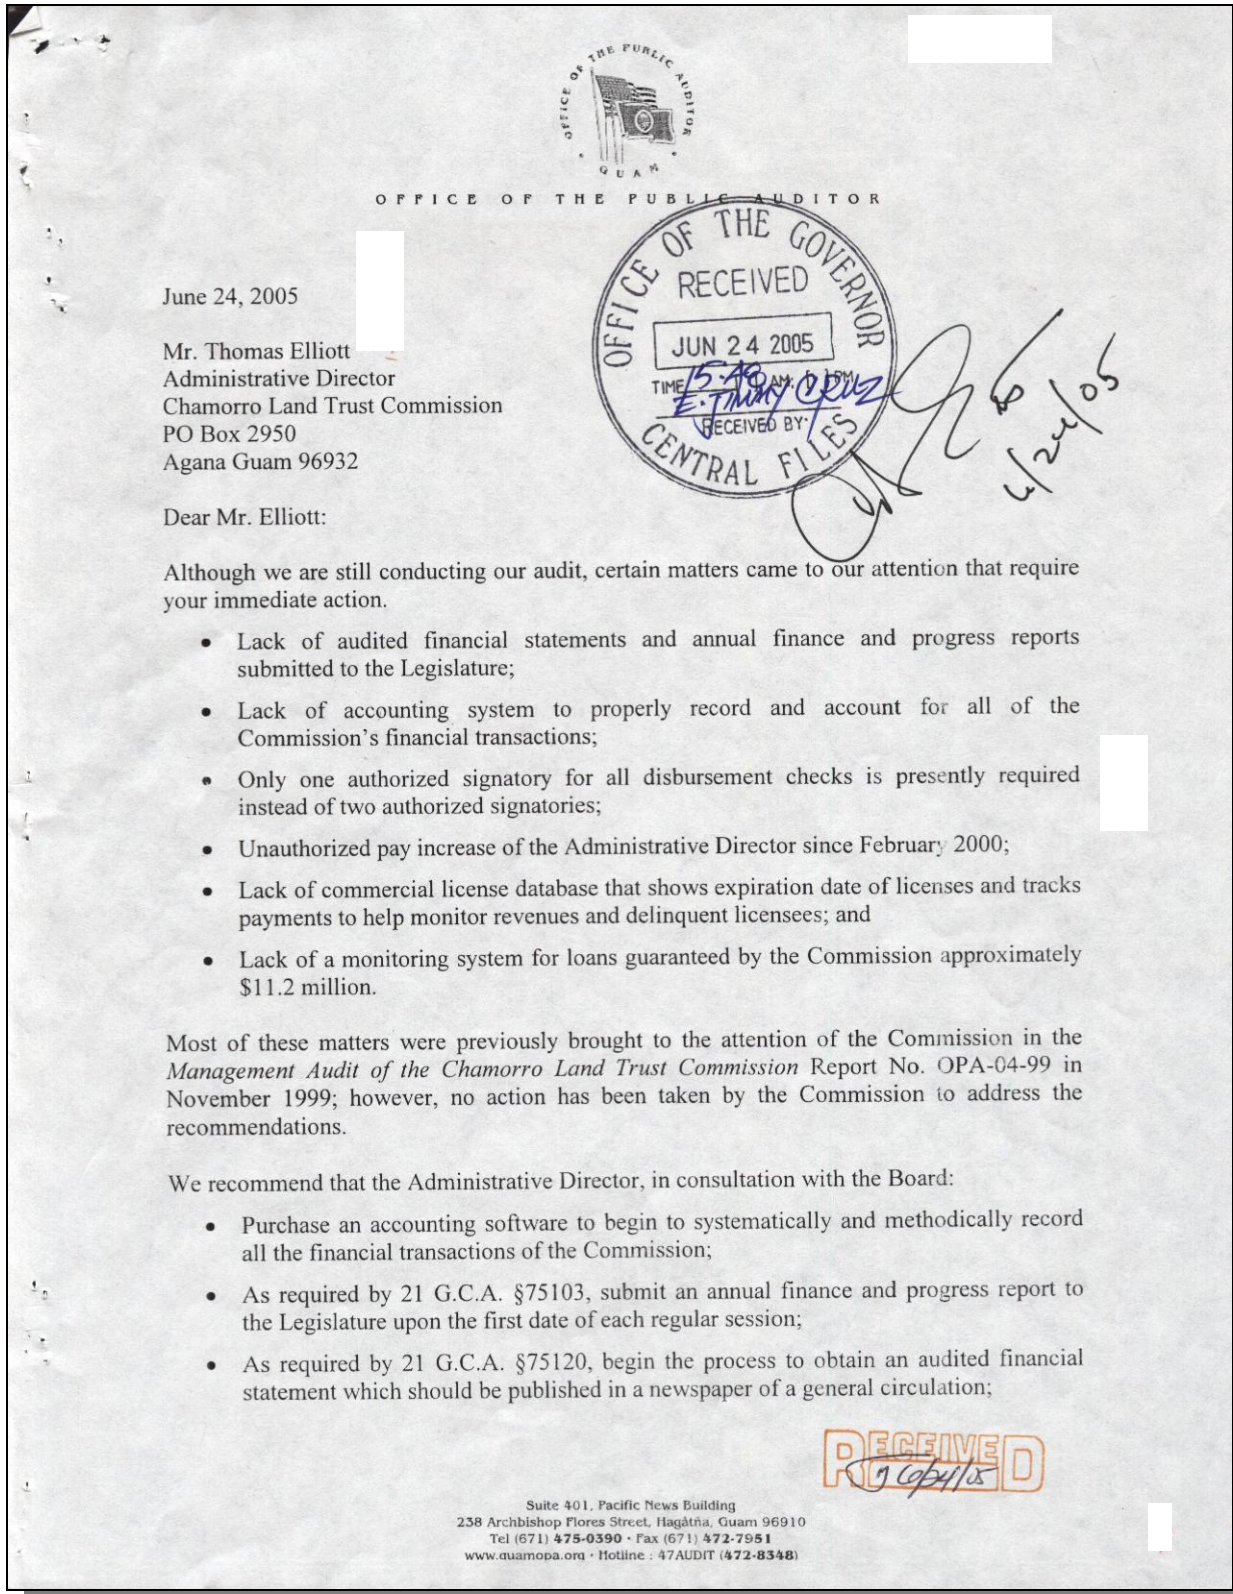 OFFICE OF THE PUBLIC AUDITOR
GUAM
OFFICE OF THE PUBLIC AUDITOR
OFFICE OF THE GOVERNOR
RECEIVED
JUN 24 2005
TIME 15:40 AM. [ ] PM
E. TIMMY CRUZ
RECEIVED BY:
CENTRAL FILES
6/24/05
June 24, 2005
Mr. Thomas Elliott
Administrative Director
Chamorro Land Trust Commission
PO Box 2950
Agana Guam 96932
Dear Mr. Elliott:
Although we are still conducting our audit, certain matters came to our attention that require
your immediate action.
• Lack of audited financial statements and annual finance and progress reports
submitted to the Legislature;
• Lack of accounting system to properly record and account for all of the
Commission's financial transactions;
• Only one authorized signatory for all disbursement checks is presently required
instead of two authorized signatories;
• Unauthorized pay increase of the Administrative Director since February 2000;
• Lack of commercial license database that shows expiration date of licenses and tracks
payments to help monitor revenues and delinquent licensees; and
• Lack of a monitoring system for loans guaranteed by the Commission approximately
$11.2 million.
Most of these matters were previously brought to the attention of the Commission in the
Management Audit of the Chamorro Land Trust Commission Report No. OPA-04-99 in
November 1999; however, no action has been taken by the Commission to address the
recommendations.
We recommend that the Administrative Director, in consultation with the Board:
• Purchase an accounting software to begin to systematically and methodically record
all the financial transactions of the Commission;
• As required by 21 G.C.A. §75103, submit an annual finance and progress report to
the Legislature upon the first date of each regular session;
• As required by 21 G.C.A. §75120, begin the process to obtain an audited financial
statement which should be published in a newspaper of a general circulation;
RECEIVED
6/24/05
Suite 401, Pacific News Building
238 Archbishop Flores Street, Hagåtña, Guam 96910
Tel (671) 475-0390 · Fax (671) 472-7951
www.guamopa.org · Hotline : 47AUDIT (472-8348)